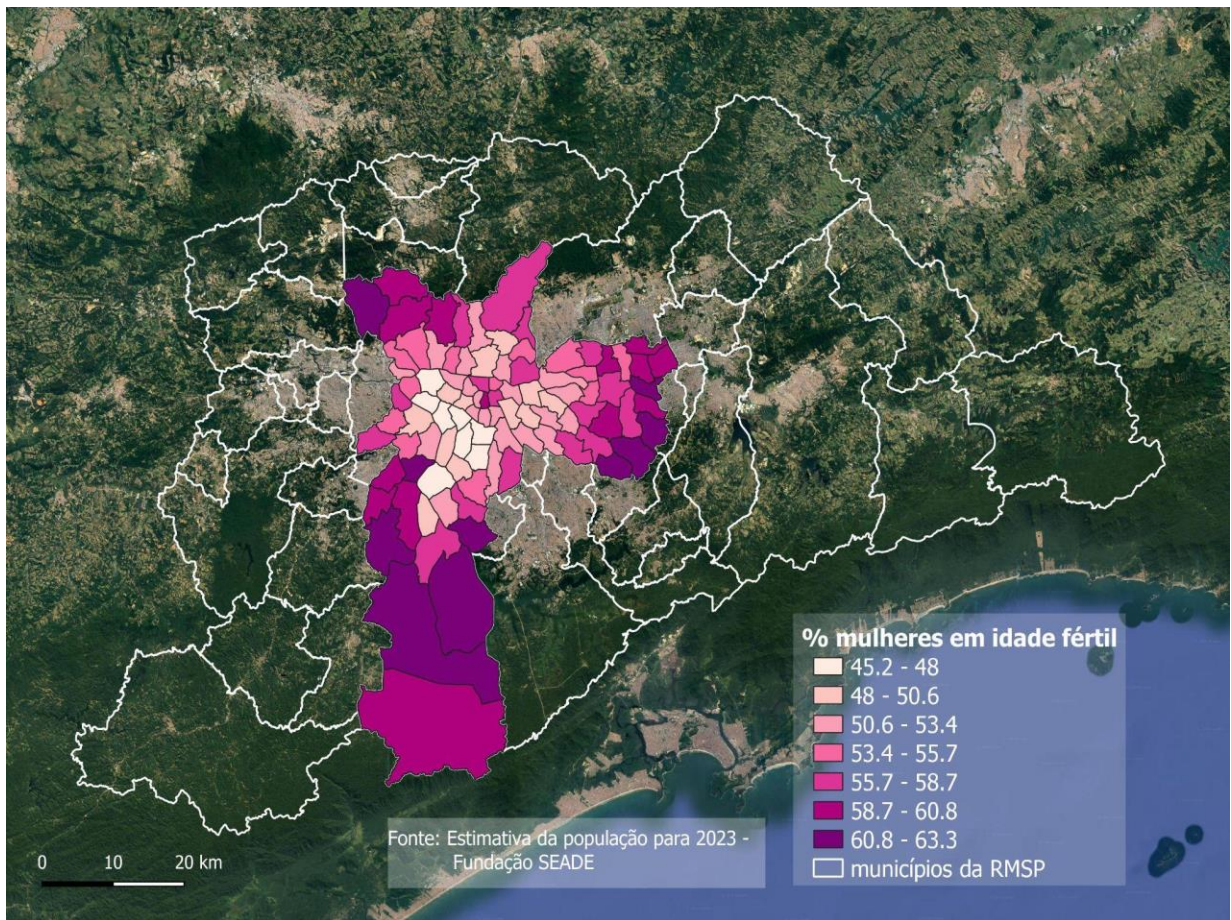 % mulheres em idade fértil
45.2 - 48
48 - 50.6
50.6 - 53.4
53.4 - 55.7
55.7 - 58.7
58.7 - 60.8
60.8 - 63.3
municípios da RMSP
Fonte: Estimativa da população para 2023 -
Fundação SEADE
0 10 20 km